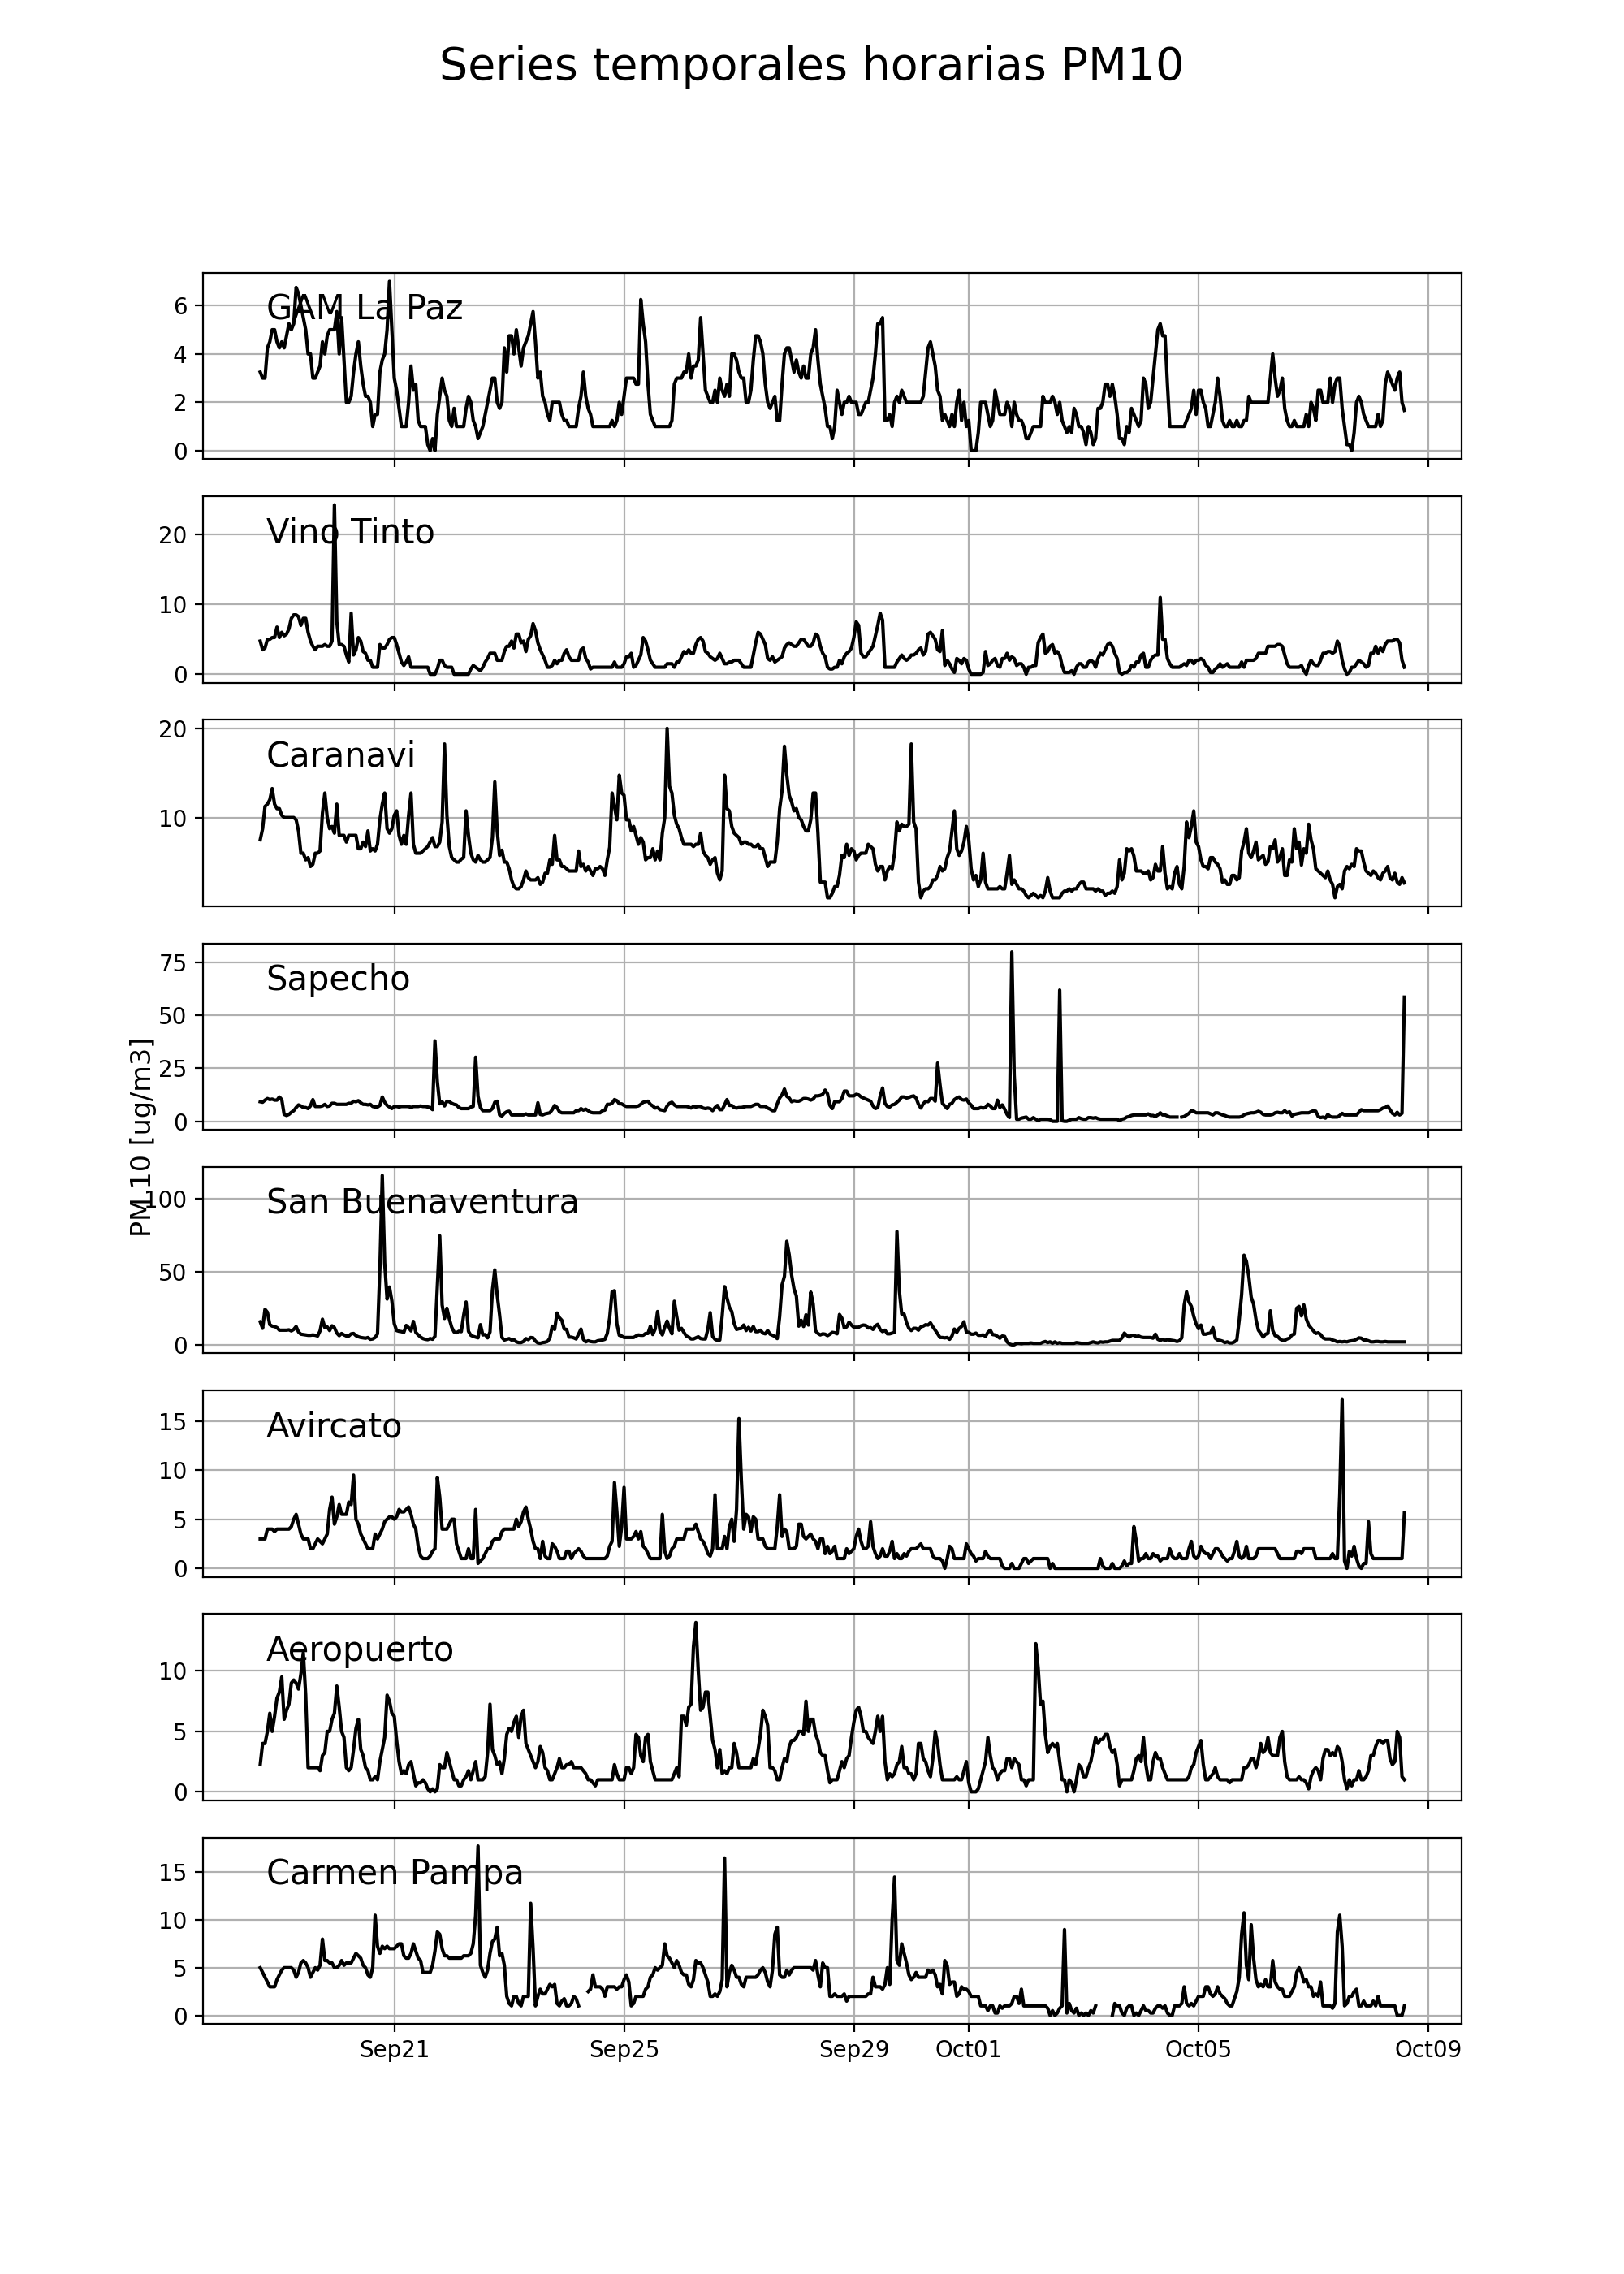 Series temporales horarias PM10
GAM La Paz
6
4
2
0
Vino Tinto
20
10
0
Caranavi
20
10
Sapecho
75
50
25
0
PM 10 [ug/m3]
San Buenaventura
100
50
0
Avircato
15
10
5
0
Aeropuerto
10
5
0
Carmen Pampa
15
10
5
0
Sep21 Sep25 Sep29 Oct01 Oct05 Oct09